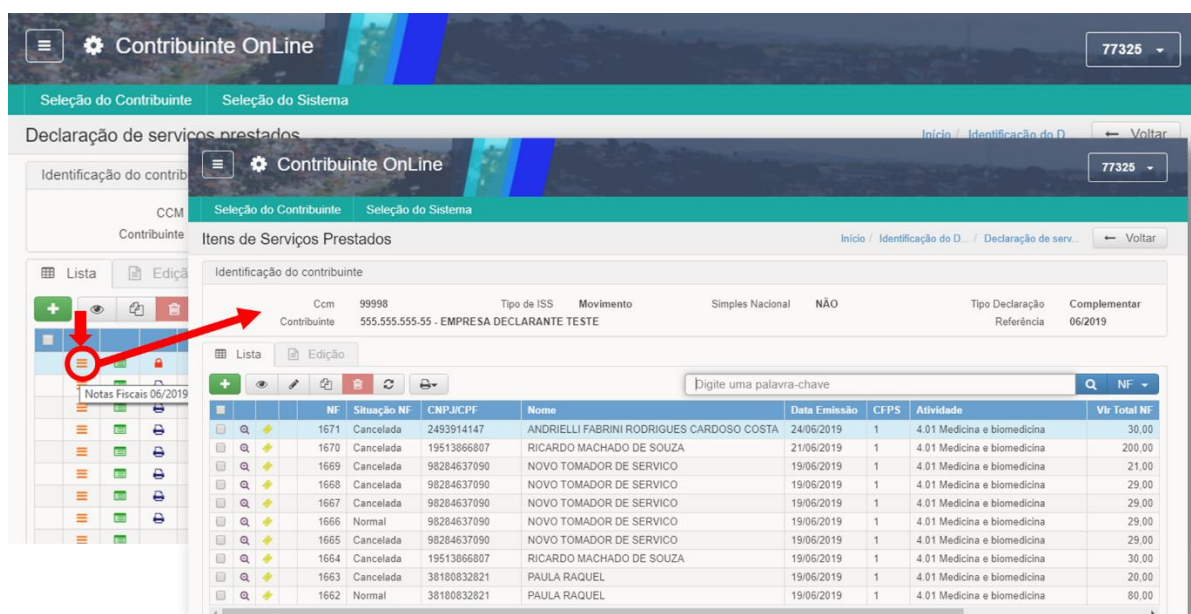 Contribuinte OnLine
77325
Seleção do Contribuinte Seleção do Sistema
Declaração de serviços prestados
Início / Identificação do D... ← Voltar
Identificação do contrib
CCM
Contribuinte
Lista Ediçã
Notas Fiscais 06/2019
Contribuinte OnLine
77325
Seleção do Contribuinte Seleção do Sistema
Itens de Serviços Prestados
Início / Identificação do D... / Declaração de serv... ← Voltar
Identificação do contribuinte
Ccm 99998 Tipo de ISS Movimento Simples Nacional NÃO Tipo Declaração Complementar
Contribuinte 555.555.555-55 - EMPRESA DECLARANTE TESTE Referência 06/2019
Lista Edição
Digite uma palavra-chave NF
NF Situação NF CNPJ/CPF Nome Data Emissão CFPS Atividade Vlr Total NF
1671 Cancelada 2493914147 ANDRIELLI FABRINI RODRIGUES CARDOSO COSTA 24/06/2019 1 4.01 Medicina e biomedicina 30,00
1670 Cancelada 19513866807 RICARDO MACHADO DE SOUZA 21/06/2019 1 4.01 Medicina e biomedicina 200,00
1669 Cancelada 98284637090 NOVO TOMADOR DE SERVICO 19/06/2019 1 4.01 Medicina e biomedicina 21,00
1668 Cancelada 98284637090 NOVO TOMADOR DE SERVICO 19/06/2019 1 4.01 Medicina e biomedicina 29,00
1667 Cancelada 98284637090 NOVO TOMADOR DE SERVICO 19/06/2019 1 4.01 Medicina e biomedicina 29,00
1666 Normal 98284637090 NOVO TOMADOR DE SERVICO 19/06/2019 1 4.01 Medicina e biomedicina 29,00
1665 Cancelada 98284637090 NOVO TOMADOR DE SERVICO 19/06/2019 1 4.01 Medicina e biomedicina 29,00
1664 Cancelada 19513866807 RICARDO MACHADO DE SOUZA 19/06/2019 1 4.01 Medicina e biomedicina 30,00
1663 Cancelada 38180832821 PAULA RAQUEL 19/06/2019 1 4.01 Medicina e biomedicina 20,00
1662 Normal 38180832821 PAULA RAQUEL 19/06/2019 1 4.01 Medicina e biomedicina 80,00